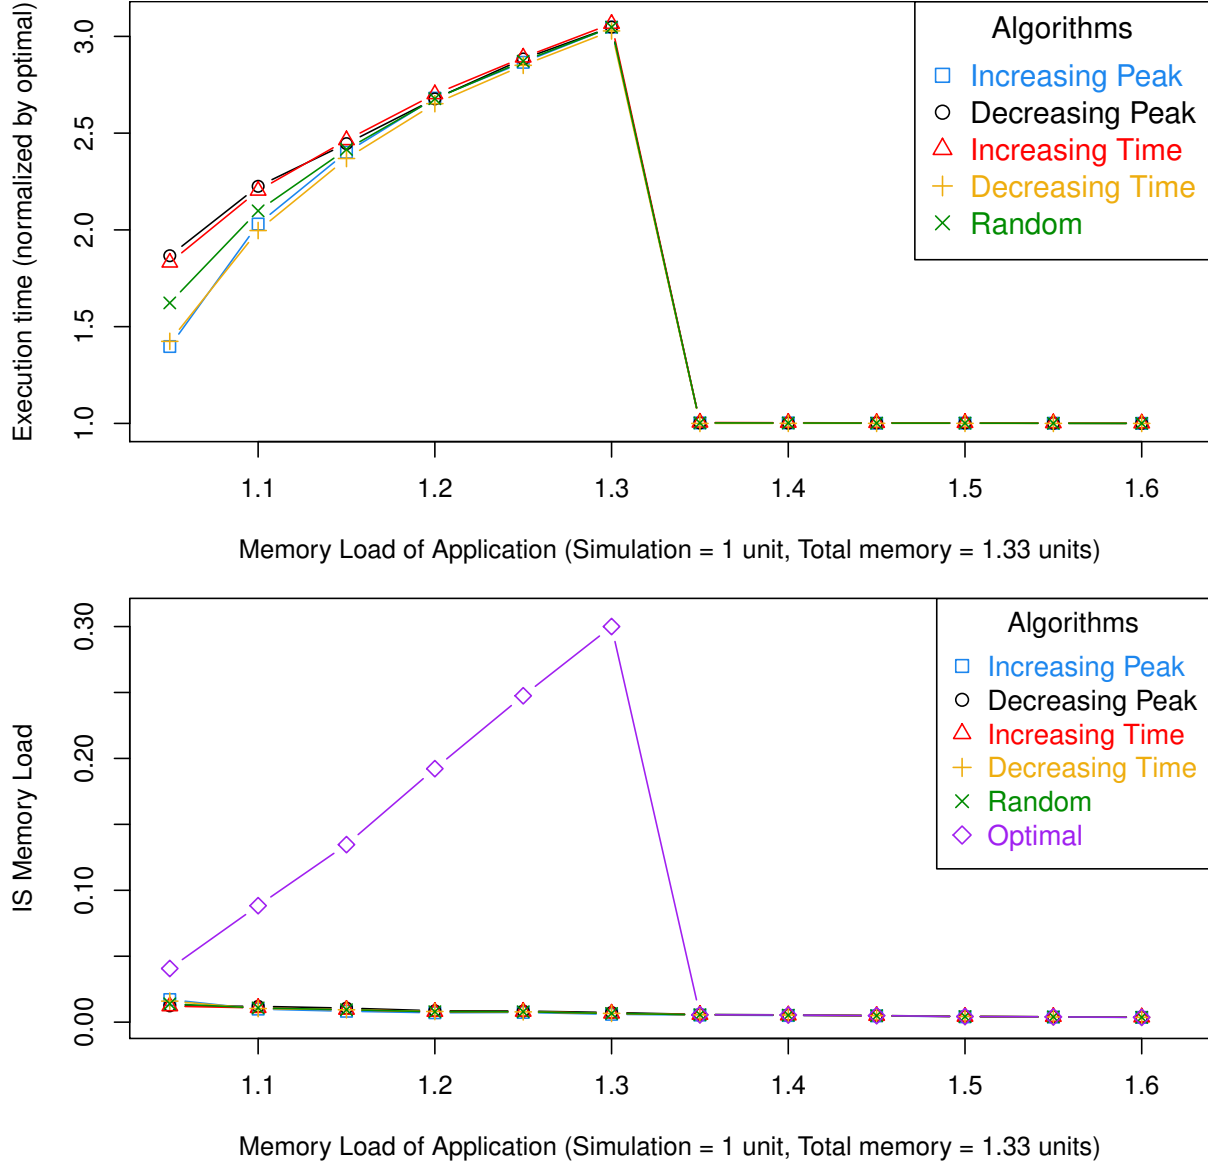 Execution time (normalized by optimal)
3.0
2.5
2.0
1.5
1.0
Algorithms
Increasing Peak
Decreasing Peak
Increasing Time
Decreasing Time
Random
1.1 1.2 1.3 1.4 1.5 1.6
Memory Load of Application (Simulation = 1 unit, Total memory = 1.33 units)
IS Memory Load
0.30
0.20
0.10
0.00
Algorithms
Increasing Peak
Decreasing Peak
Increasing Time
Decreasing Time
Random
Optimal
1.1 1.2 1.3 1.4 1.5 1.6
Memory Load of Application (Simulation = 1 unit, Total memory = 1.33 units)